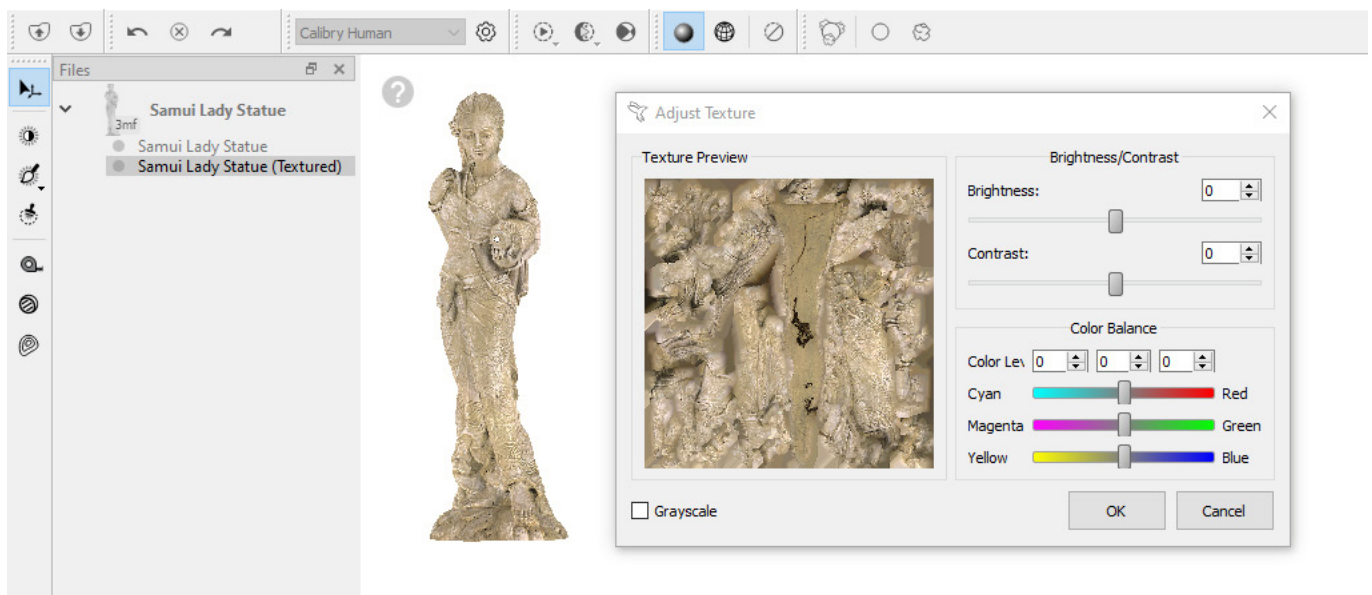 Calibry Human
Files
Samui Lady Statue
3mf
Samui Lady Statue
Samui Lady Statue (Textured)
?
Adjust Texture
Texture Preview
Brightness/Contrast
Brightness:
0
Contrast:
0
Color Balance
Color Lev 0 0 0
Cyan Red
Magenta Green
Yellow Blue
Grayscale
OK Cancel